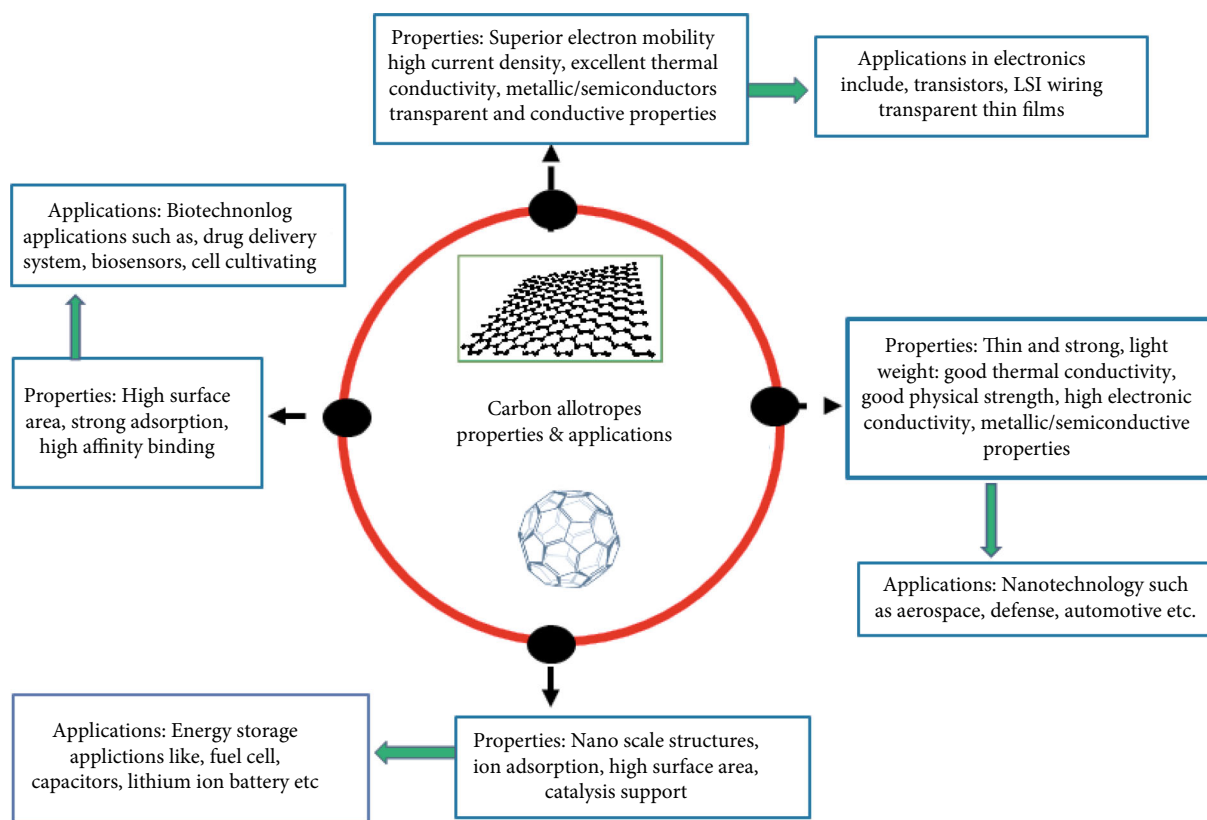 Properties: Superior electron mobility
high current density, excellent thermal
conductivity, metallic/semiconductors
transparent and conductive properties
Applications in electronics
include, transistors, LSI wiring
transparent thin films
Applications: Biotechnonlog
applications such as, drug delivery
system, biosensors, cell cultivating
Properties: High surface
area, strong adsorption,
high affinity binding
Carbon allotropes
properties & applications
Properties: Thin and strong, light
weight: good thermal conductivity,
good physical strength, high electronic
conductivity, metallic/semiconductive
properties
Applications: Nanotechnology such
as aerospace, defense, automotive etc.
Applications: Energy storage
applictions like, fuel cell,
capacitors, lithium ion battery etc
Properties: Nano scale structures,
ion adsorption, high surface area,
catalysis support